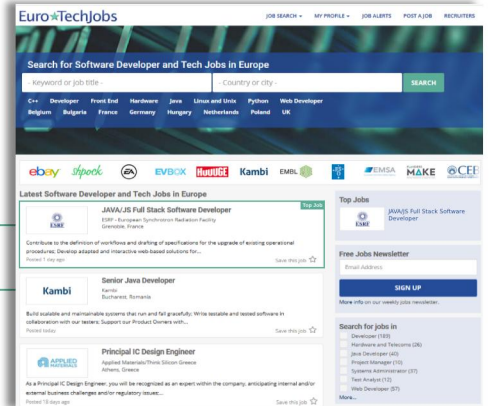 Euro★TechJobs
JOB SEARCH MY PROFILE JOB ALERTS POST A JOB RECRUITERS
Search for Software Developer and Tech Jobs in Europe
- Keyword or job title -
- Country or city -
SEARCH
C++ Developer Front End Hardware Java Linux and Unix Python Web Developer
Belgium Bulgaria France Germany Hungary Netherlands Poland UK
ebay shpock EA EVBOX HUUUGE Kambi EMBL EMSA MAKE
Latest Software Developer and Tech Jobs in Europe
Top Job
ESRF
JAVA/JS Full Stack Software Developer
ESRF - European Synchrotron Radiation Facility
Grenoble, France
Contribute to the definition of workflows and drafting of specifications for the upgrade of existing operational
procedures; Develop adapted and interactive web-based solutions for...
Posted 1 day ago
Save this job
Kambi
Senior Java Developer
Kambi
Bucharest, Romania
Build scalable and maintainable systems that run and fail gracefully; Write testable and tested software in
collaboration with our testers; Support our Product Owners with...
Posted today
Save this job
APPLIED MATERIALS
Principal IC Design Engineer
Applied Materials/Think Silicon Greece
Athens, Greece
As a Principal IC Design Engineer, you will be recognized as an expert within the company, anticipating internal and/or
external business challenges and/or regulatory issues;...
Posted 18 days ago
Save this job
Top Jobs
ESRF
JAVA/JS Full Stack Software
Developer
Free Jobs Newsletter
Email Address
SIGN UP
More info on our weekly jobs newsletter.
Search for jobs in
Developer (189)
Hardware and Telecoms (26)
Java Developer (40)
Project Manager (10)
Systems Administrator (37)
Test Analyst (12)
Web Developer (57)
More...